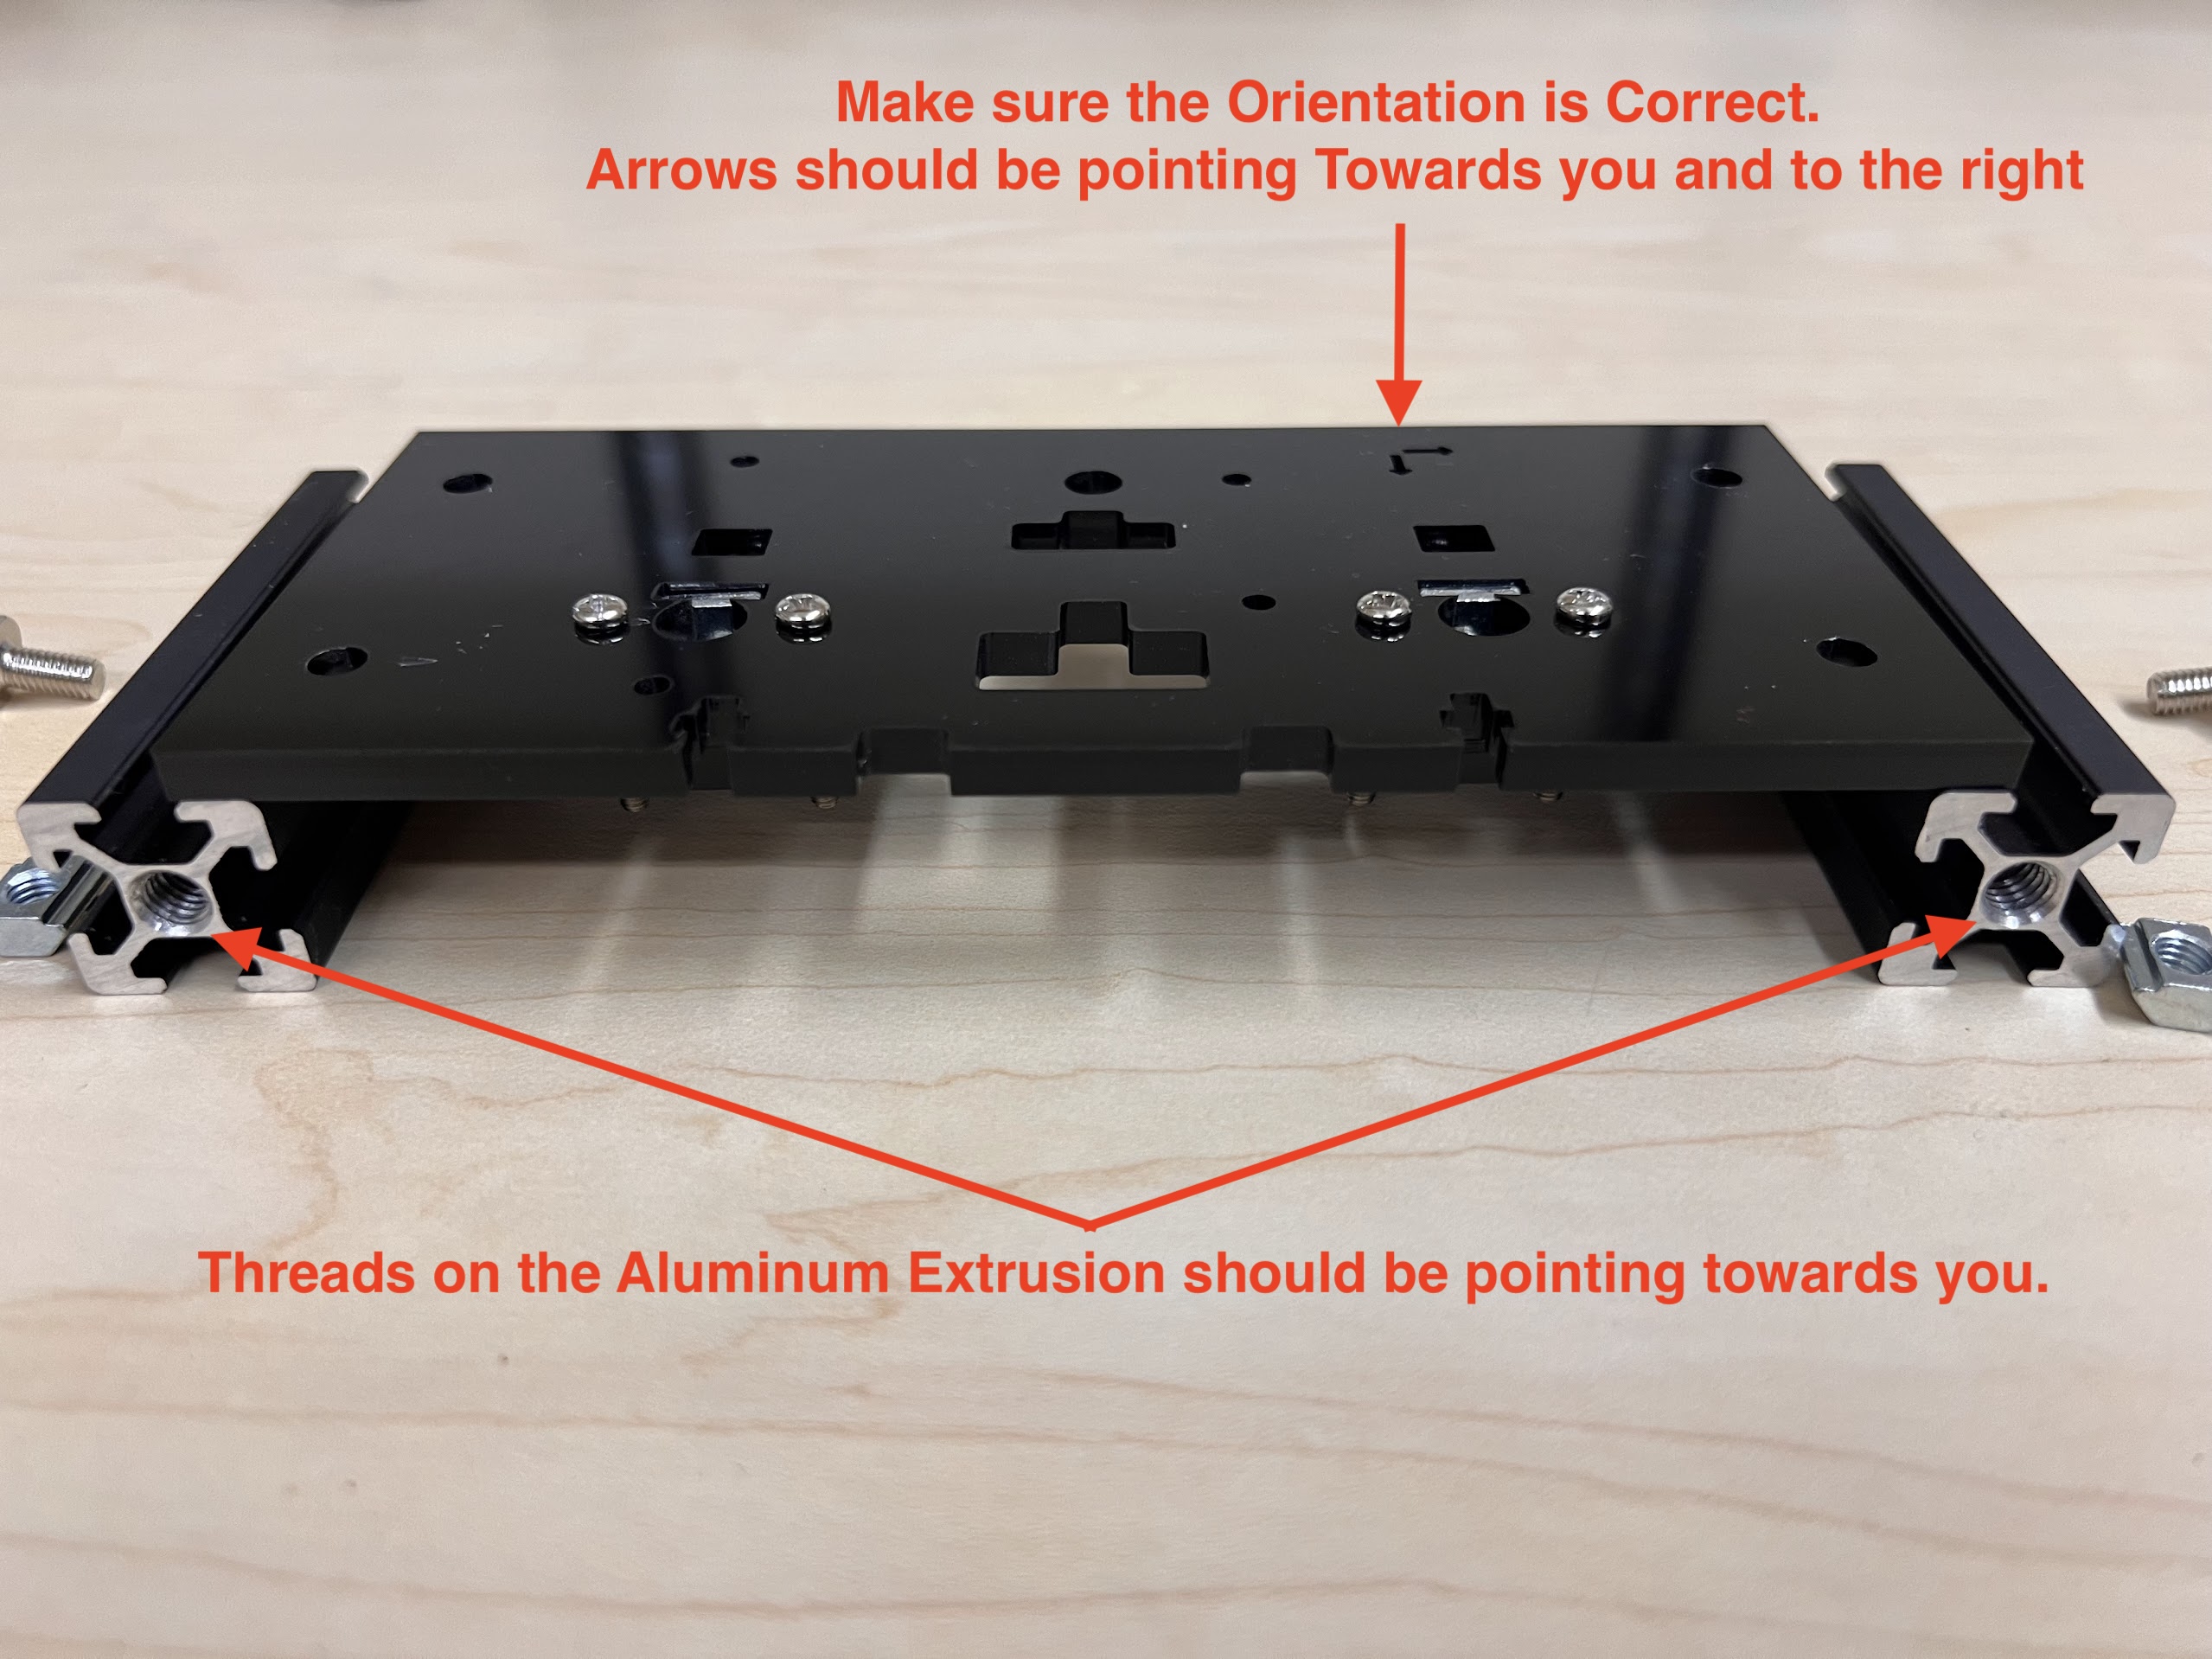 Make sure the Orientation is Correct.
Arrows should be pointing Towards you and to the right
Threads on the Aluminum Extrusion should be pointing towards you.